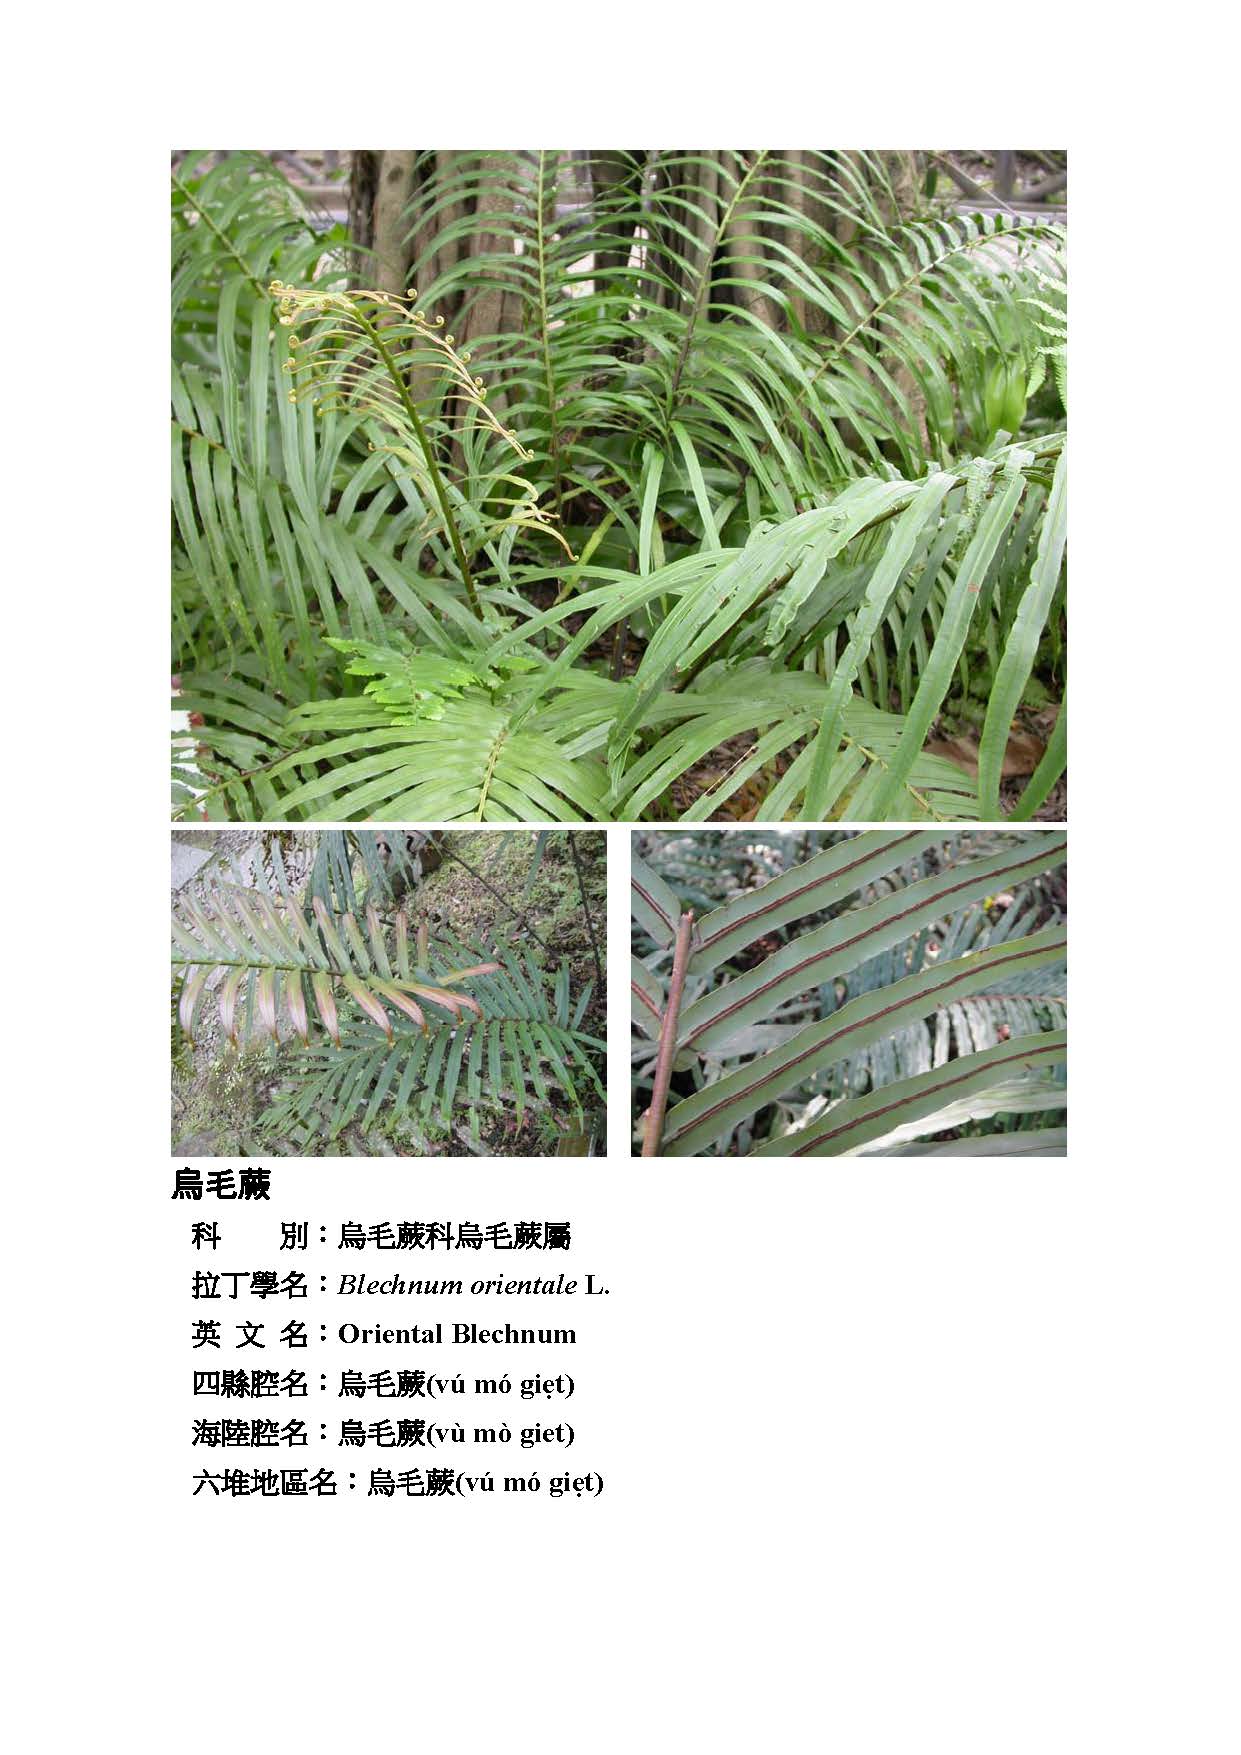 烏毛蕨
科　　別：烏毛蕨科烏毛蕨屬
拉丁學名：Blechnum orientale L.
英 文 名：Oriental Blechnum
四縣腔名：烏毛蕨(vú mó giẹt)
海陸腔名：烏毛蕨(vù mò giet)
六堆地區名：烏毛蕨(vú mó giẹt)